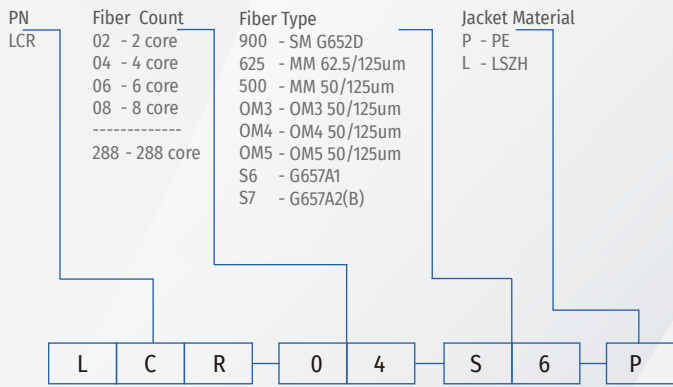 PN
LCR
Fiber Count
02 - 2 core
04 - 4 core
06 - 6 core
08 - 8 core
-------------
288 - 288 core
Fiber Type
900 - SM G652D
625 - MM 62.5/125um
500 - MM 50/125um
OM3 - OM3 50/125um
OM4 - OM4 50/125um
OM5 - OM5 50/125um
S6 - G657A1
S7 - G657A2(B)
Jacket Material
P - PE
L - LSZH
L C R - 0 4 - S 6 - P